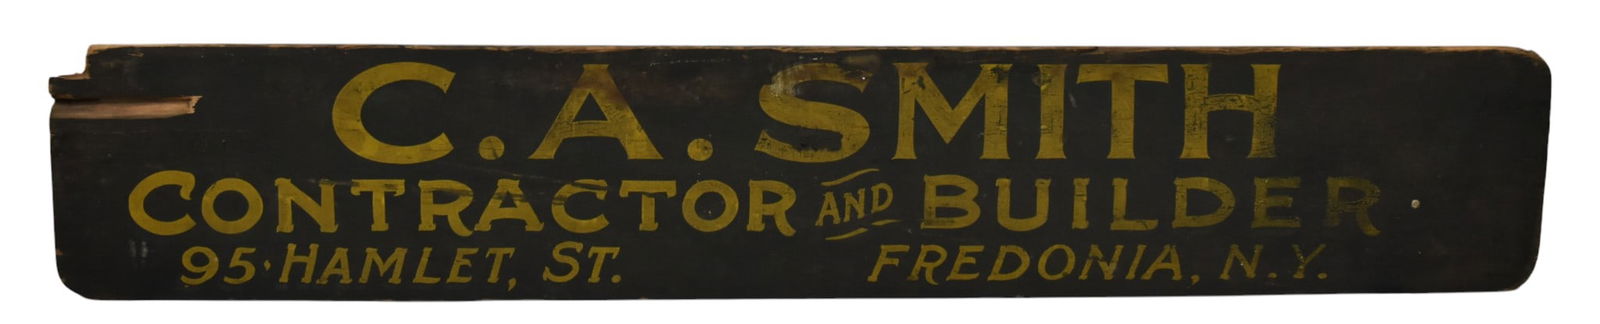 C.A. SMITH
CONTRACTOR AND BUILDER
95·HAMLET, ST. FREDONIA, N.Y.